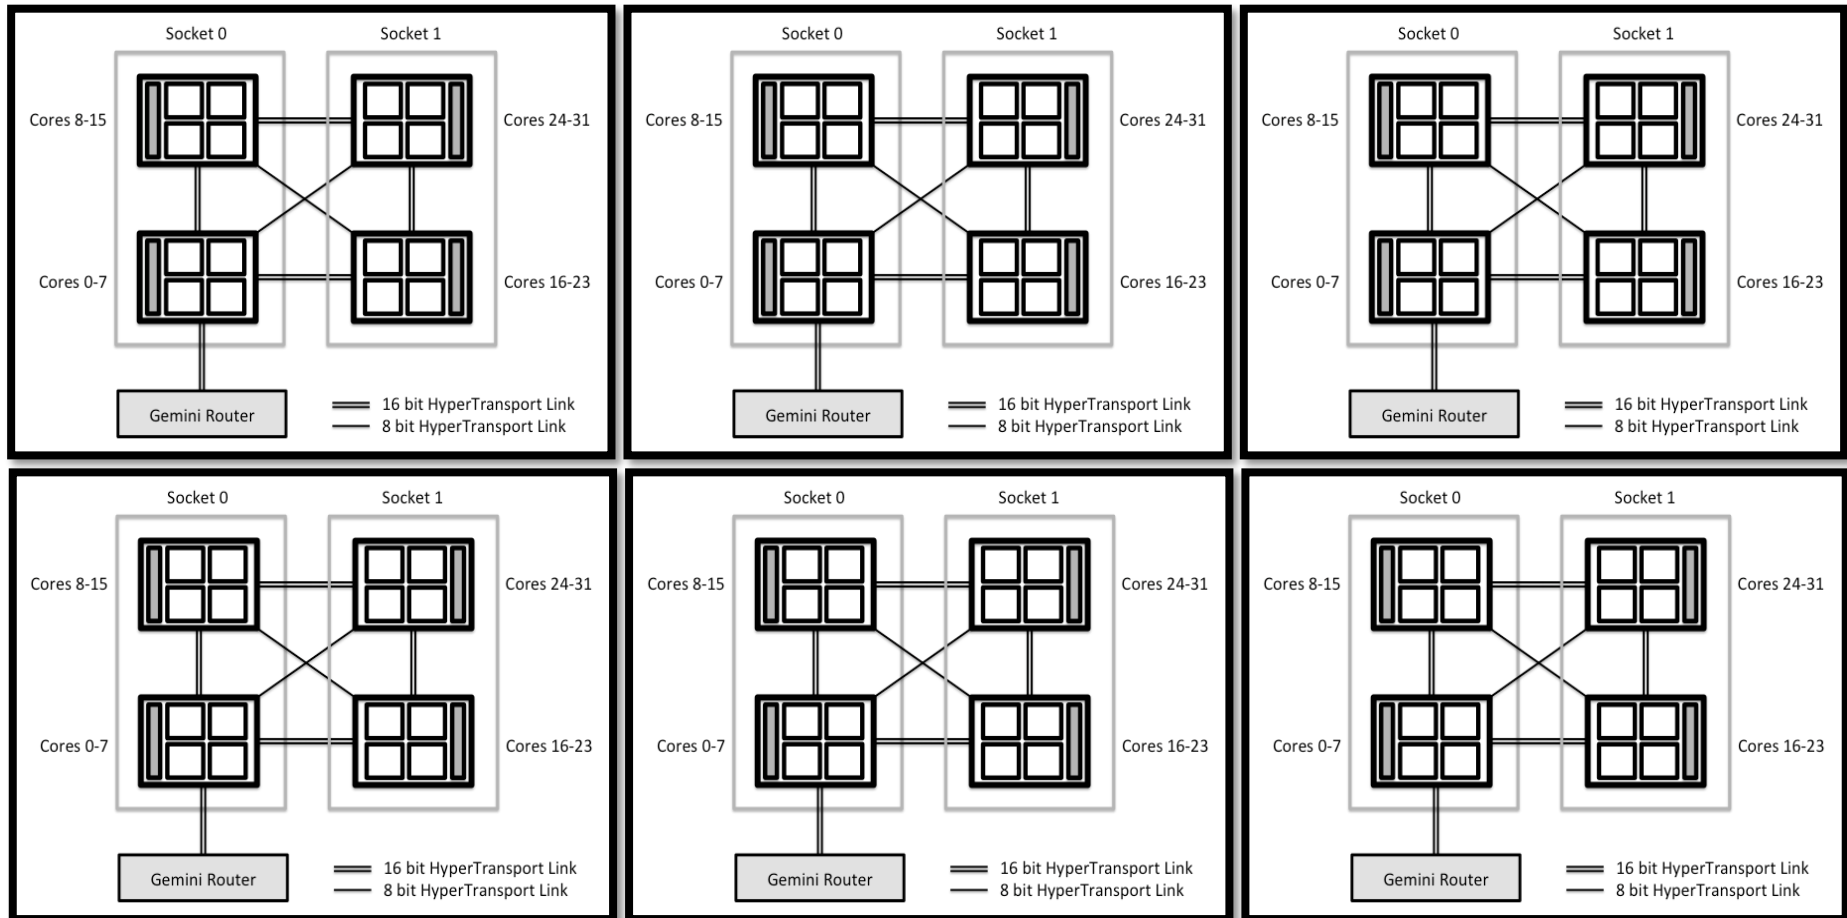 Socket 0
Socket 1
Cores 8-15
Cores 24-31
Cores 0-7
Cores 16-23
Gemini Router
16 bit HyperTransport Link
8 bit HyperTransport Link
Socket 0
Socket 1
Cores 8-15
Cores 24-31
Cores 0-7
Cores 16-23
Gemini Router
16 bit HyperTransport Link
8 bit HyperTransport Link
Socket 0
Socket 1
Cores 8-15
Cores 24-31
Cores 0-7
Cores 16-23
Gemini Router
16 bit HyperTransport Link
8 bit HyperTransport Link
Socket 0
Socket 1
Cores 8-15
Cores 24-31
Cores 0-7
Cores 16-23
Gemini Router
16 bit HyperTransport Link
8 bit HyperTransport Link
Socket 0
Socket 1
Cores 8-15
Cores 24-31
Cores 0-7
Cores 16-23
Gemini Router
16 bit HyperTransport Link
8 bit HyperTransport Link
Socket 0
Socket 1
Cores 8-15
Cores 24-31
Cores 0-7
Cores 16-23
Gemini Router
16 bit HyperTransport Link
8 bit HyperTransport Link